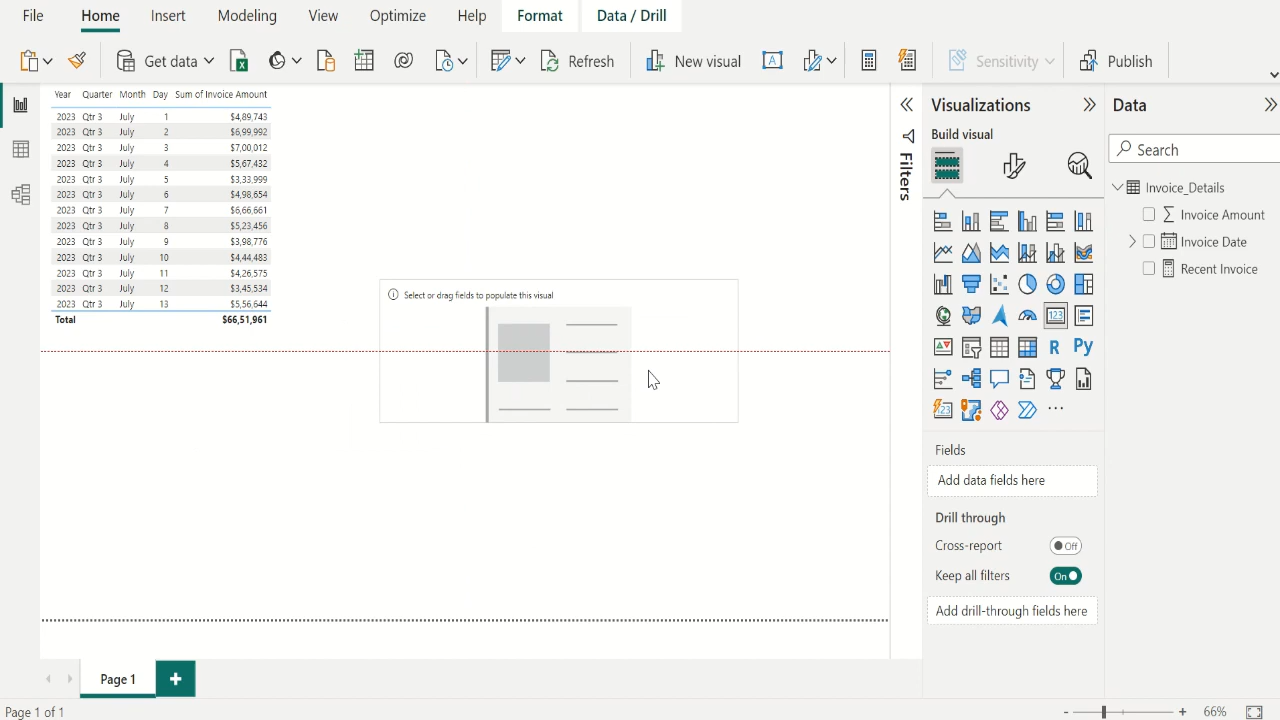 File Home Insert Modeling View Optimize Help Format Data / Drill
Get data Refresh New visual Sensitivity Publish
Year Quarter Month Day Sum of Invoice Amount
2023 Qtr 3 July 1 $4,89,743
2023 Qtr 3 July 2 $6,99,992
2023 Qtr 3 July 3 $7,00,012
2023 Qtr 3 July 4 $5,67,432
2023 Qtr 3 July 5 $3,33,999
2023 Qtr 3 July 6 $4,98,654
2023 Qtr 3 July 7 $6,66,661
2023 Qtr 3 July 8 $5,23,456
2023 Qtr 3 July 9 $3,98,776
2023 Qtr 3 July 10 $4,44,483
2023 Qtr 3 July 11 $4,26,575
2023 Qtr 3 July 12 $3,45,534
2023 Qtr 3 July 13 $5,56,644
Total $66,51,961
Select or drag fields to populate this visual
Filters
Visualizations
Build visual
123
R Py
123
Fields
Add data fields here
Drill through
Cross-report Off
Keep all filters On
Add drill-through fields here
Data
Search
Invoice_Details
Invoice Amount
Invoice Date
Recent Invoice
Page 1
Page 1 of 1
66%